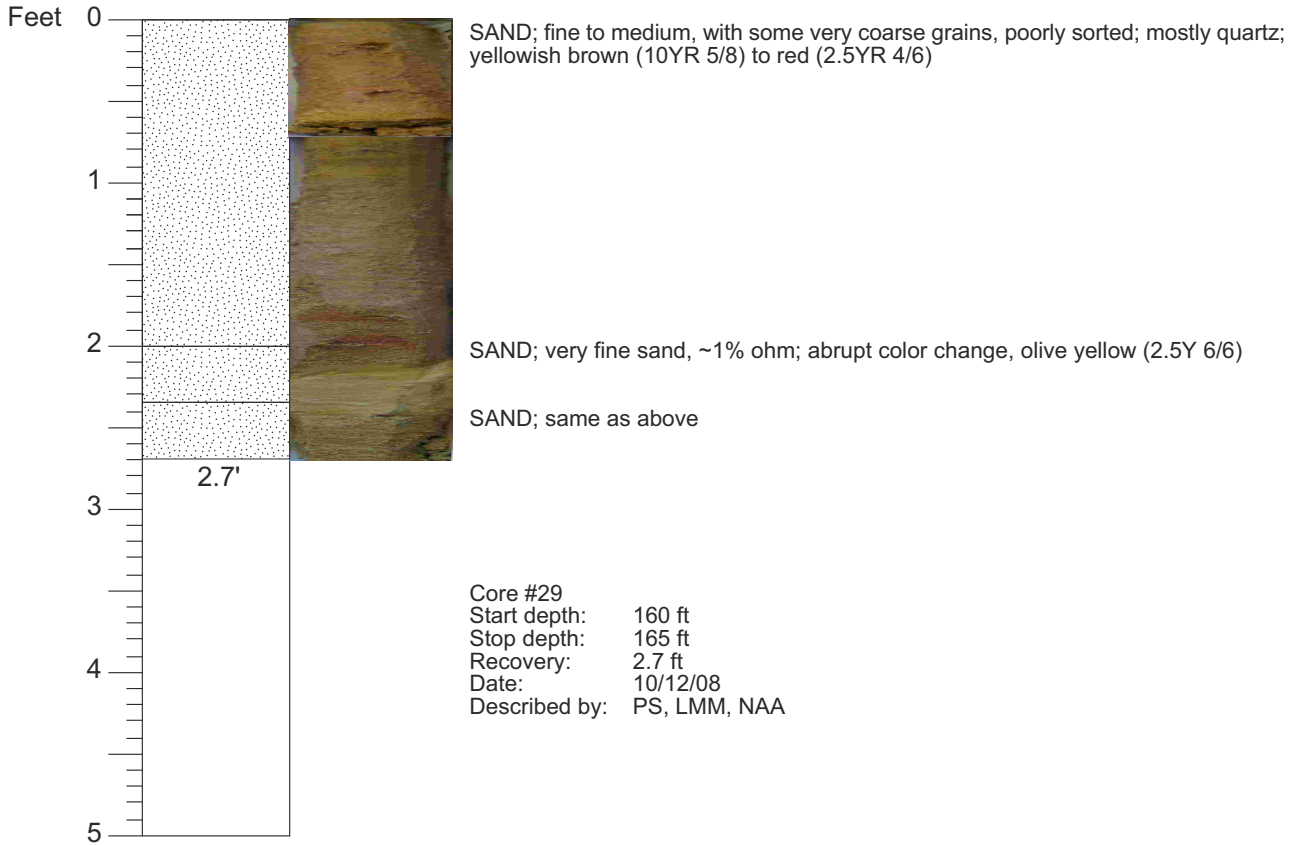 Feet 0
SAND; fine to medium, with some very coarse grains, poorly sorted; mostly quartz;
yellowish brown (10YR 5/8) to red (2.5YR 4/6)
1
2
SAND; very fine sand, ~1% ohm; abrupt color change, olive yellow (2.5Y 6/6)
SAND; same as above
2.7'
3
Core #29
Start depth: 160 ft
Stop depth: 165 ft
Recovery: 2.7 ft
Date: 10/12/08
Described by: PS, LMM, NAA
4
5